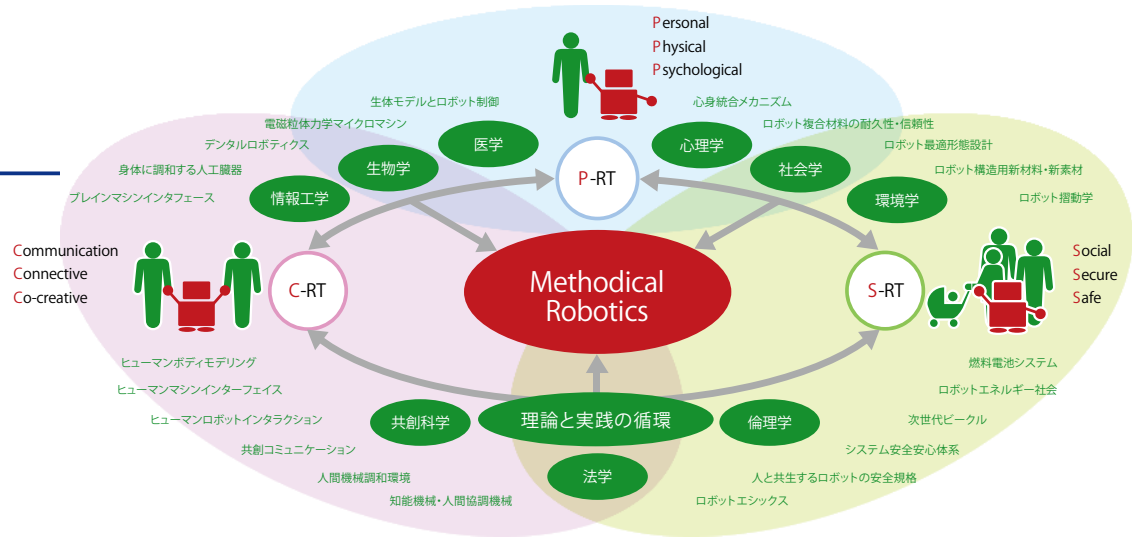 Personal
Physical
Psychological
生体モデルとロボット制御
心身統合メカニズム
電磁粒体力学マイクロマシン
ロボット複合材料の耐久性・信頼性
デンタルロボティクス
ロボット最適形態設計
身体に調和する人工臓器
ロボット構造用新材料・新素材
ブレインマシンインタフェース
ロボット摺動学
医学
心理学
生物学
社会学
情報工学
環境学
P-RT
Communication
Connective
Co-creative
C-RT
Methodical
Robotics
S-RT
Social
Secure
Safe
ヒューマンボディモデリング
燃料電池システム
ヒューマンマシンインターフェイス
ロボットエネルギー社会
ヒューマンロボットインタラクション
次世代ビークル
共創コミュニケーション
システム安全安心体系
人間機械調和環境
人と共生するロボットの安全規格
知能機械・人間協調機械
ロボットエシックス
共創科学
理論と実践の循環
倫理学
法学